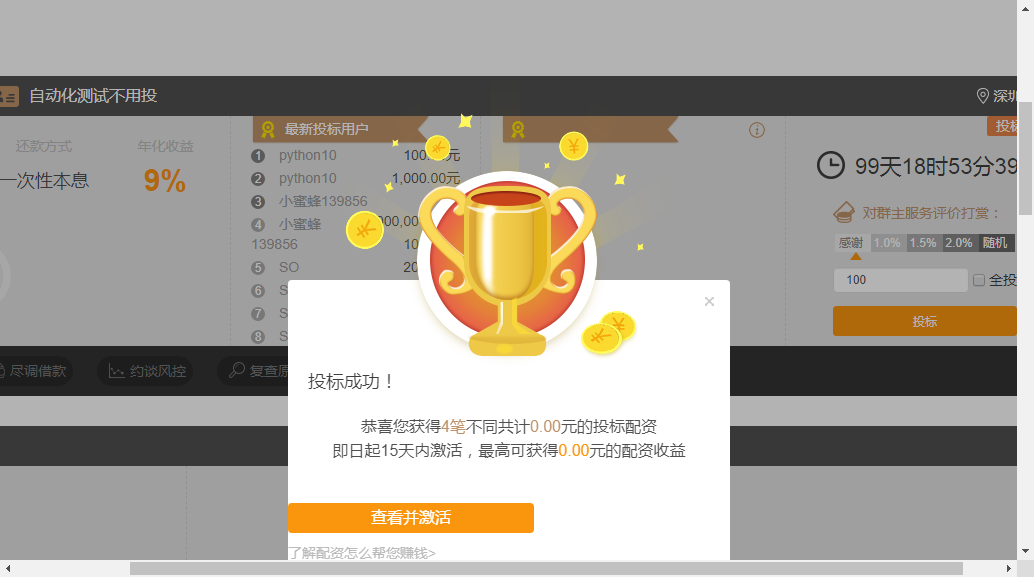 自动化测试不用投
深圳
还款方式
年化收益
一次性本息
9%
最新投标用户
1 python10 100.
元
2 python10 1,000.00元
3 小蜜蜂139856
4 小蜜蜂
139856
000,00
10
5 SO 20
6 S
7 S
8 S
投标
99天18时53分39
对群主服务评价打赏：
感谢 1.0% 1.5% 2.0% 随机
100
全投
投标
尽调借款
约谈风控
复查原
×
投标成功！
恭喜您获得4笔不同共计0.00元的投标配资
即日起15天内激活，最高可获得0.00元的配资收益
查看并激活
了解配资怎么帮您赚钱>